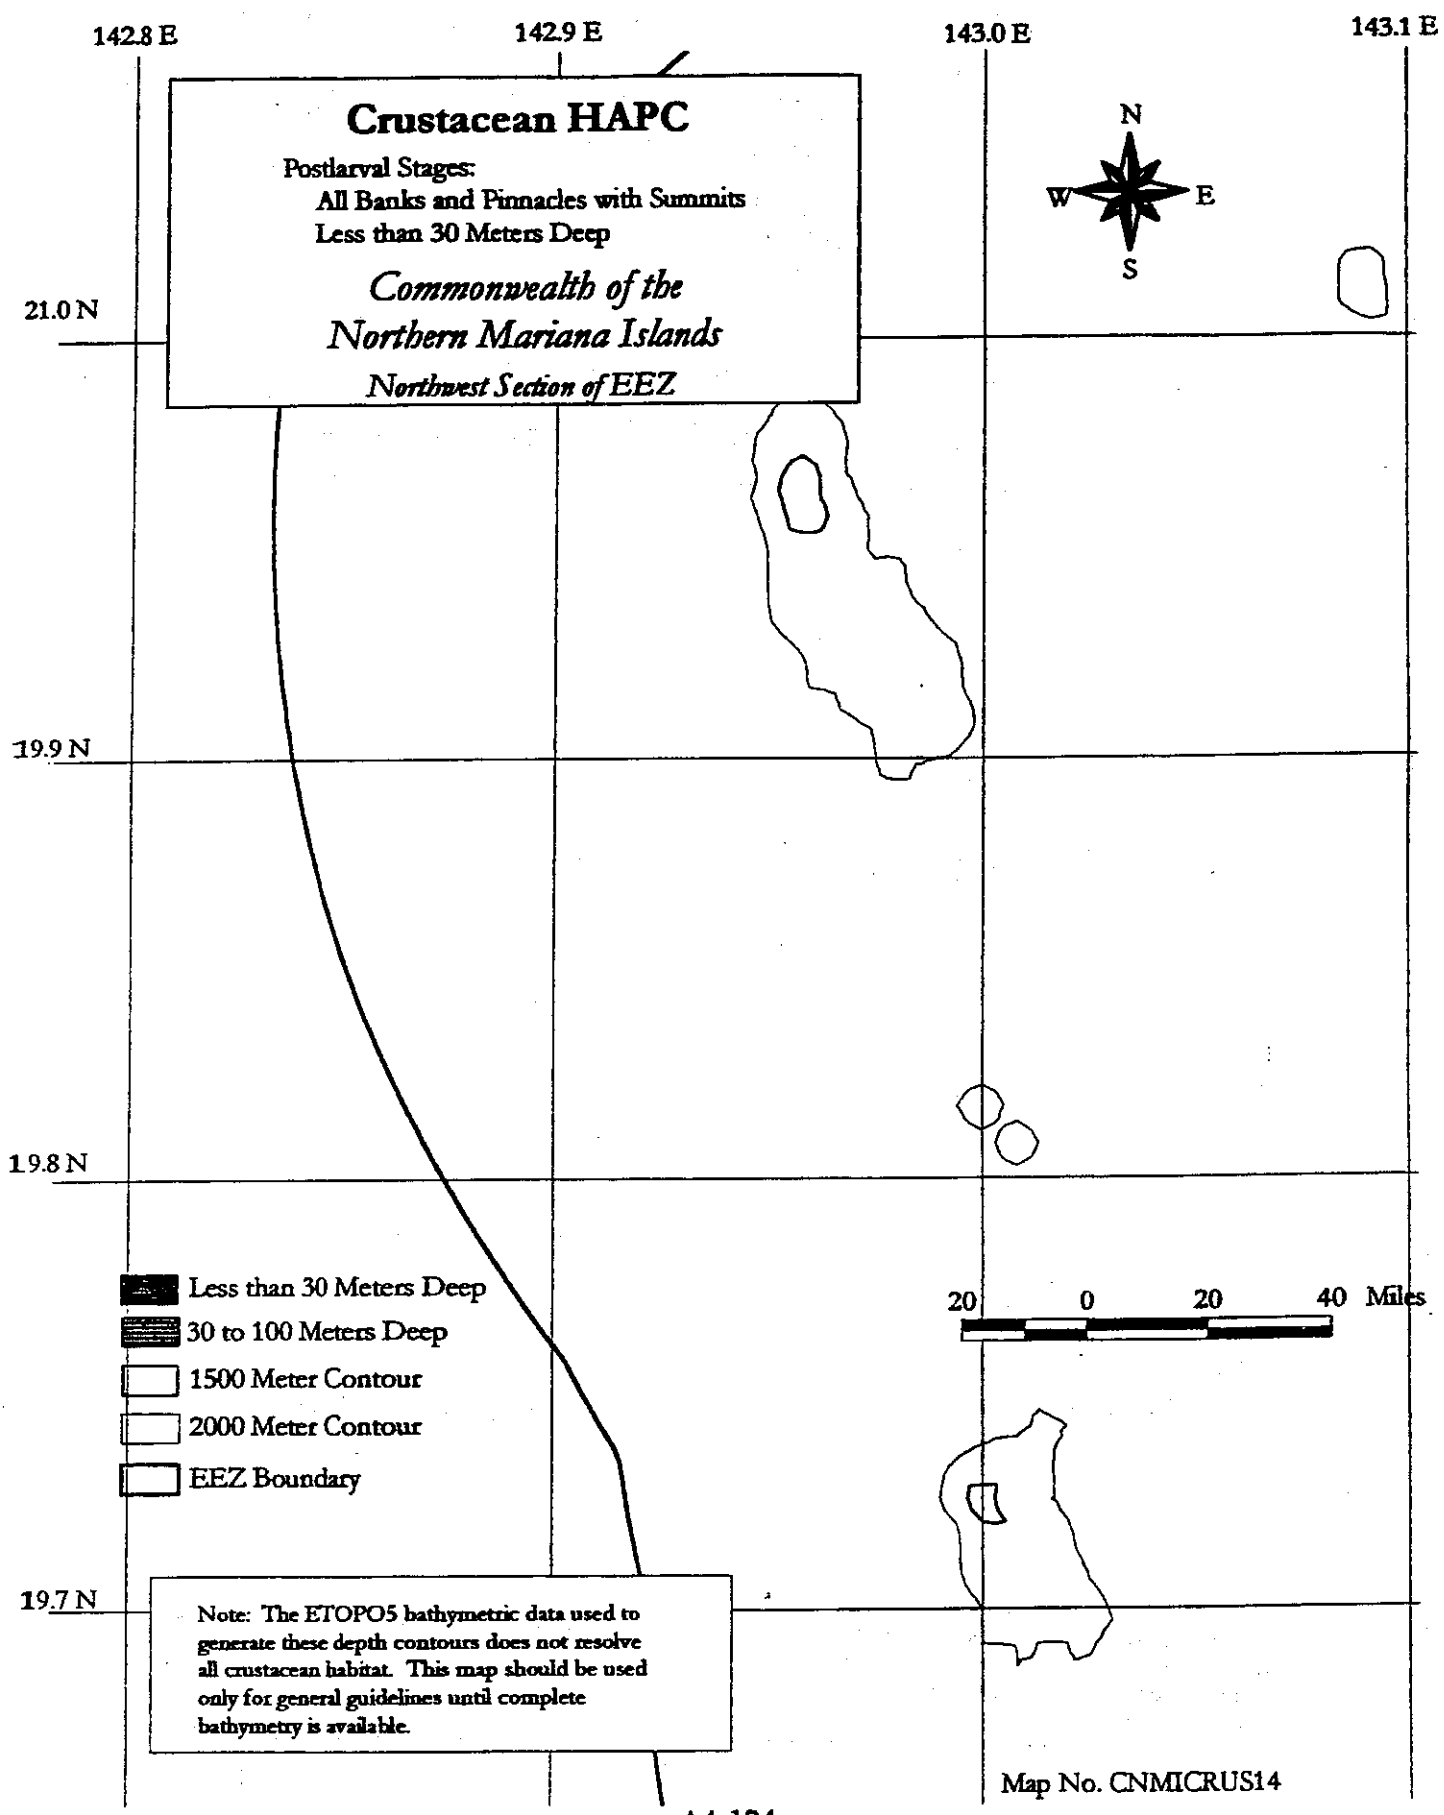 142.8 E
142.9 E
143.0 E
143.1 E
Crustacean HAPC
Postlarval Stages:
All Banks and Pinnacles with Summits
Less than 30 Meters Deep
Commonwealth of the
Northern Mariana Islands
Northwest Section of EEZ
N
W E
S
21.0 N
19.9 N
19.8 N
Less than 30 Meters Deep
30 to 100 Meters Deep
1500 Meter Contour
2000 Meter Contour
EEZ Boundary
20 0 20 40 Miles
19.7 N
Note: The ETOPO5 bathymetric data used to
generate these depth contours does not resolve
all crustacean habitat. This map should be used
only for general guidelines until complete
bathymetry is available.
Map No. CNMICRUS14